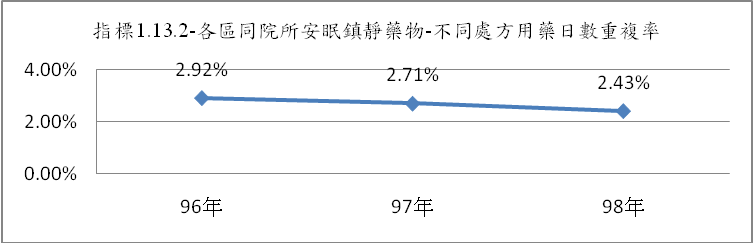 指標1.13.2-各區同院所安眠鎮靜藥物-不同處方用藥日數重複率
4.00%
2.92%
2.71%
2.43%
2.00%
0.00%
96年
97年
98年